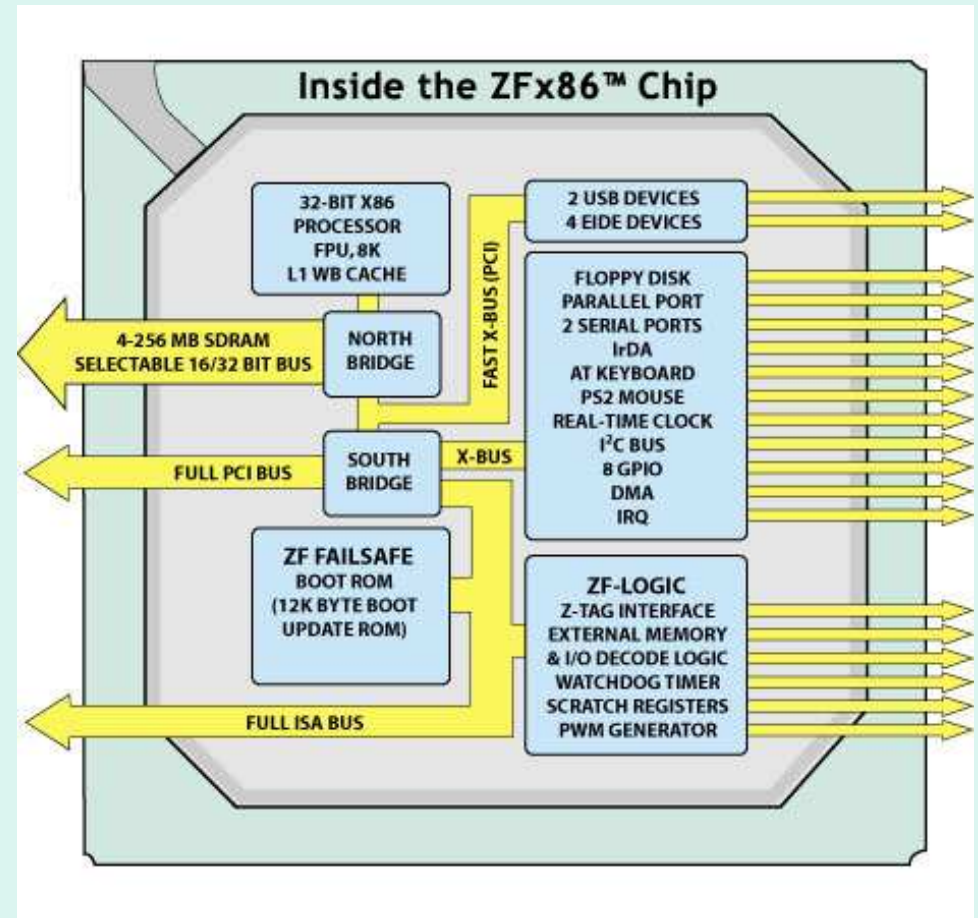 Inside the ZFx86™ Chip
32-BIT X86
PROCESSOR
FPU, 8K
L1 WB CACHE
2 USB DEVICES
4 EIDE DEVICES
FAST X-BUS (PCI)
4-256 MB SDRAM
SELECTABLE 16/32 BIT BUS
NORTH
BRIDGE
FLOPPY DISK
PARALLEL PORT
2 SERIAL PORTS
IrDA
AT KEYBOARD
PS2 MOUSE
REAL-TIME CLOCK
I²C BUS
8 GPIO
DMA
IRQ
FULL PCI BUS
SOUTH
BRIDGE
X-BUS
ZF FAILSAFE
BOOT ROM
(12K BYTE BOOT
UPDATE ROM)
ZF-LOGIC
Z-TAG INTERFACE
EXTERNAL MEMORY
& I/O DECODE LOGIC
WATCHDOG TIMER
SCRATCH REGISTERS
PWM GENERATOR
FULL ISA BUS